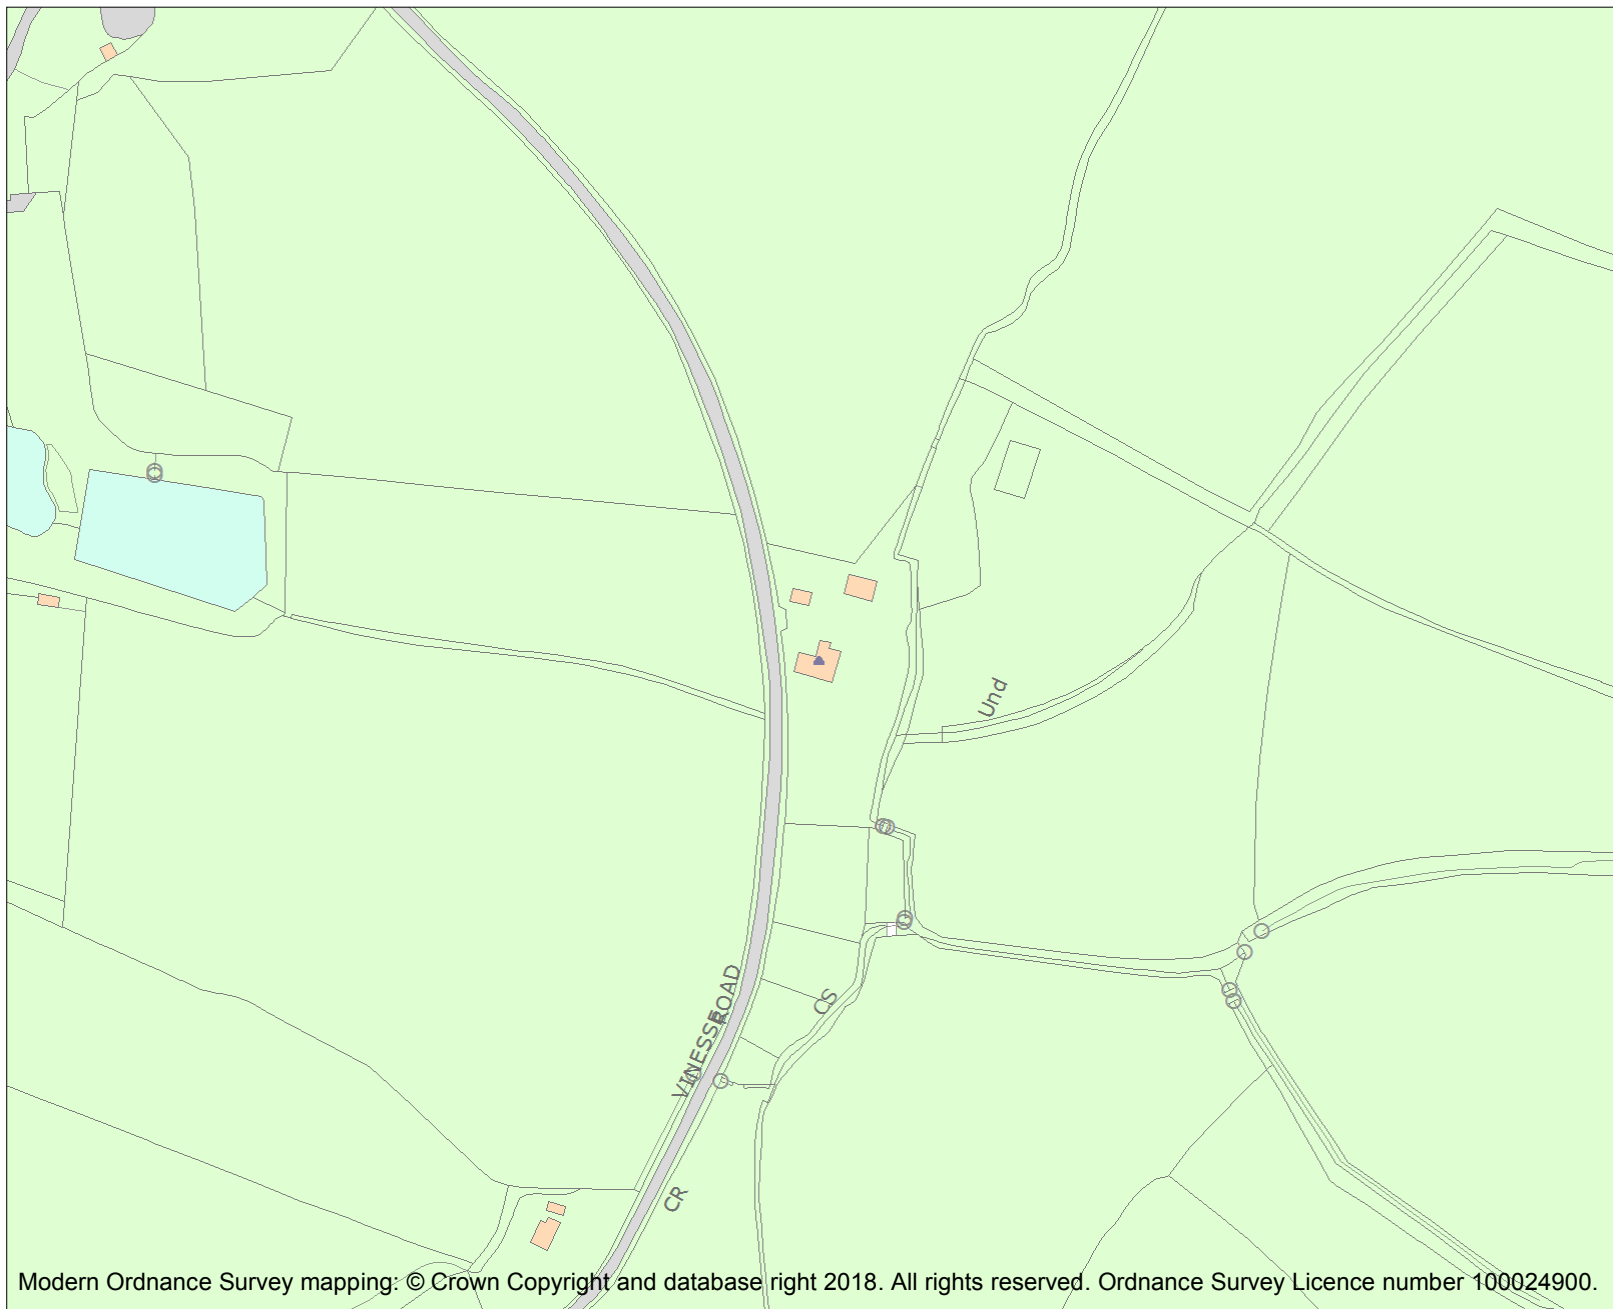 Und
CS
VINESSE ROAD
CR
Modern Ordnance Survey mapping: © Crown Copyright and database right 2018. All rights reserved. Ordnance Survey Licence number 100024900.